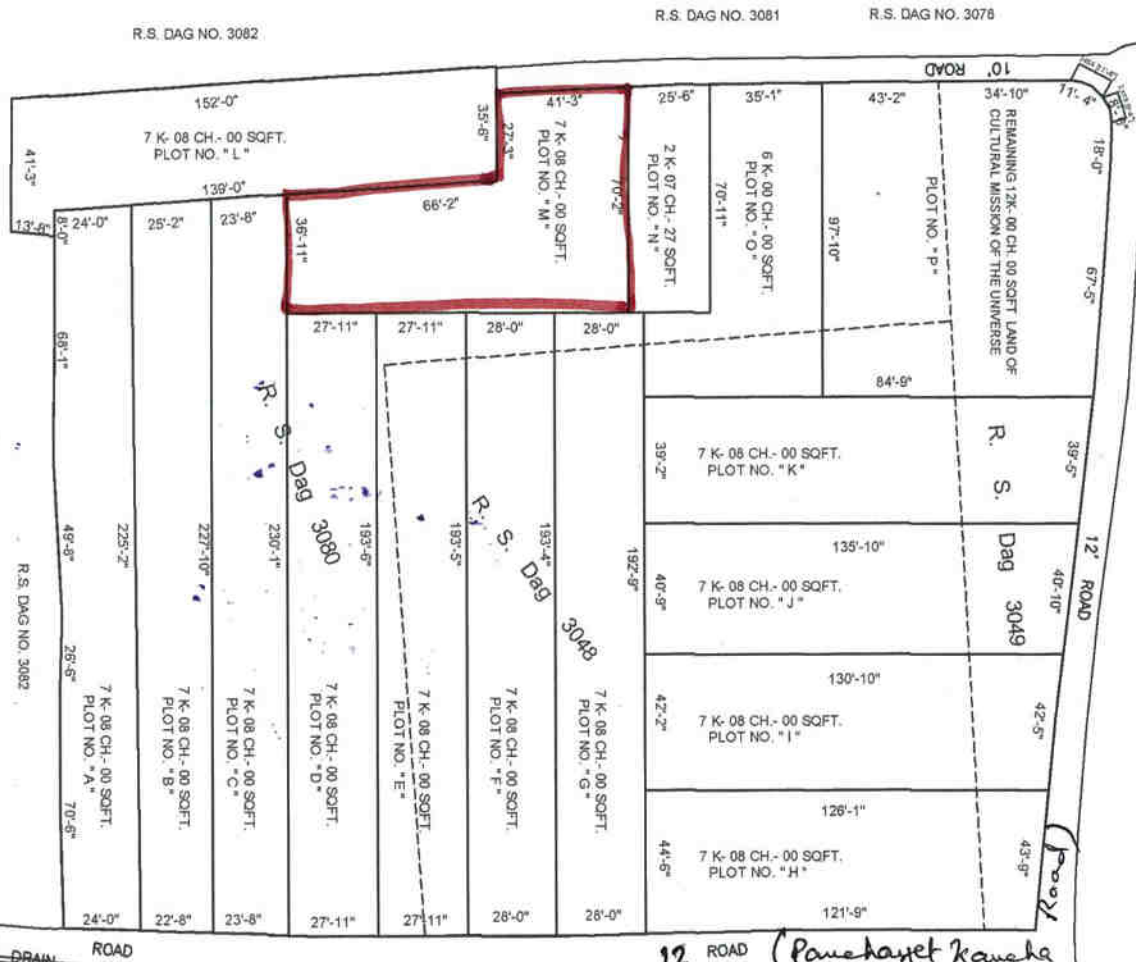 R.S. DAG NO. 3082
R.S. DAG NO. 3081
R.S. DAG NO. 3078
10' ROAD
152'-0"
7 K- 08 CH.- 00 SQFT.
PLOT NO. "L"
41'-3"
35'-6"
139'-0"
13'-8"
8'-0"
41'-3"
27'-3"
7 K- 08 CH.- 00 SQFT.
PLOT NO. "M"
70'-2"
66'-2"
36'-11"
25'-6"
2 K- 07 CH.- 27 SQFT.
PLOT NO. "N"
70'-11"
35'-1"
6 K- 00 CH.- 00 SQFT.
PLOT NO. "O"
97'-10"
43'-2"
PLOT NO. "P"
34'-10"
REMAINING 12K- 00 CH. 00 SQFT LAND OF
CULTURAL MISSION OF THE UNIVERSE
11'-4"
18'-0"
67'-5"
84'-9"
24'-0"
25'-2"
23'-8"
27'-11"
27'-11"
28'-0"
28'-0"
68'-1"
49'-8"
26'-6"
70'-6"
225'-2"
227'-10"
230'-1"
193'-6"
193'-5"
193'-4"
192'-9"
R. S. Dag 3080
R. S. Dag 3048
R. S. Dag 3049
R.S. DAG NO. 3082
39'-2"
7 K- 08 CH.- 00 SQFT.
PLOT NO. "K"
39'-5"
135'-10"
40'-9"
7 K- 08 CH.- 00 SQFT.
PLOT NO. "J"
40'-10"
12' ROAD
130'-10"
42'-2"
7 K- 08 CH.- 00 SQFT.
PLOT NO. "I"
42'-5"
126'-1"
44'-6"
7 K- 08 CH.- 00 SQFT.
PLOT NO. "H"
43'-9"
121'-9"
7 K- 08 CH.- 00 SQFT.
PLOT NO. "A"
7 K- 08 CH.- 00 SQFT.
PLOT NO. "B"
7 K- 08 CH.- 00 SQFT.
PLOT NO. "C"
7 K- 08 CH.- 00 SQFT.
PLOT NO. "D"
7 K- 08 CH.- 00 SQFT.
PLOT NO. "E"
7 K- 08 CH.- 00 SQFT.
PLOT NO. "F"
7 K- 08 CH.- 00 SQFT.
PLOT NO. "G"
24'-0"
22'-8"
23'-8"
27'-11"
27'-11"
28'-0"
28'-0"
DRAIN
ROAD
12 ROAD (Panchayet Kancha
Road)